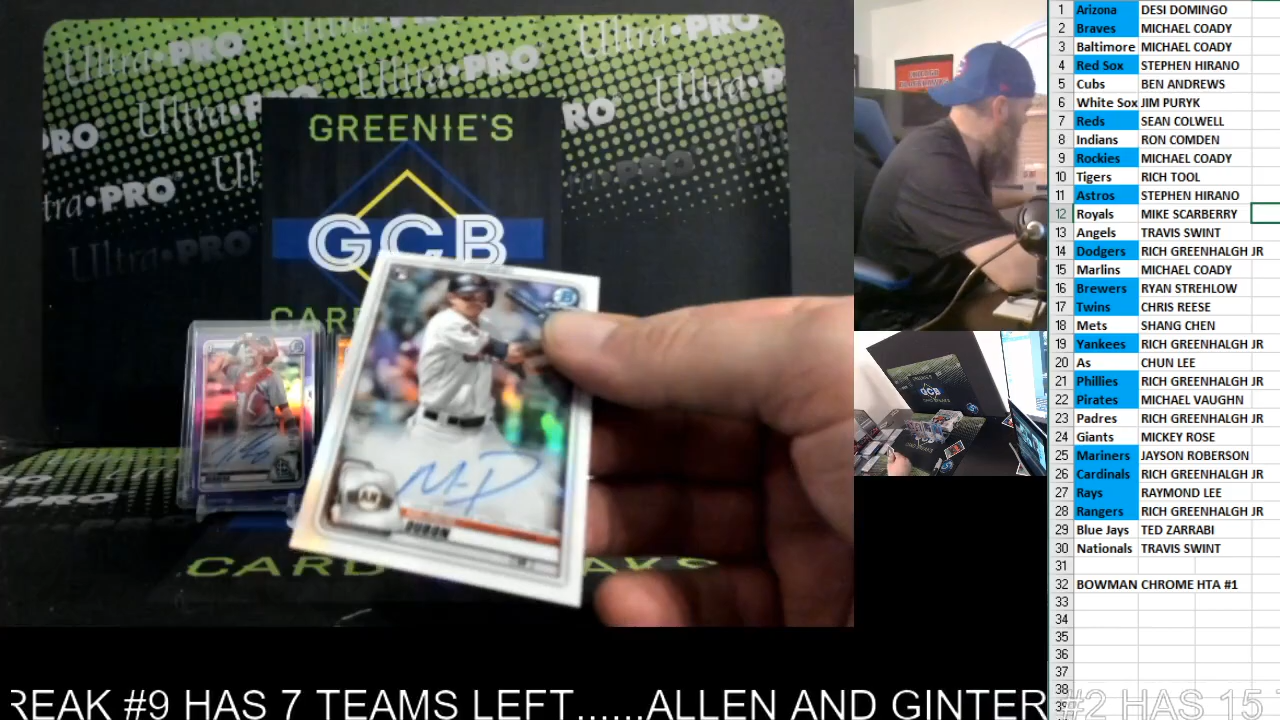 Ultra•PRO
GREENIE'S
GCB
CAR
DUBON
CARD
1 Arizona DESI DOMINGO
2 Braves MICHAEL COADY
3 Baltimore MICHAEL COADY
4 Red Sox STEPHEN HIRANO
5 Cubs BEN ANDREWS
6 White Sox JIM PURYK
7 Reds SEAN COLWELL
8 Indians RON COMDEN
9 Rockies MICHAEL COADY
10 Tigers RICH TOOL
11 Astros STEPHEN HIRANO
12 Royals MIKE SCARBERRY
13 Angels TRAVIS SWINT
14 Dodgers RICH GREENHALGH JR
15 Marlins MICHAEL COADY
16 Brewers RYAN STREHLOW
17 Twins CHRIS REESE
18 Mets SHANG CHEN
19 Yankees RICH GREENHALGH JR
20 As CHUN LEE
21 Phillies RICH GREENHALGH JR
22 Pirates MICHAEL VAUGHN
23 Padres RICH GREENHALGH JR
24 Giants MICKEY ROSE
25 Mariners JAYSON ROBERSON
26 Cardinals RICH GREENHALGH JR
27 Rays RAYMOND LEE
28 Rangers RICH GREENHALGH JR
29 Blue Jays TED ZARRABI
30 Nationals TRAVIS SWINT
31
32 BOWMAN CHROME HTA #1
33
34
35
36
37
38
39
REAK #9 HAS 7 TEAMS LEFT......ALLEN AND GINTER #2 HAS 15 T